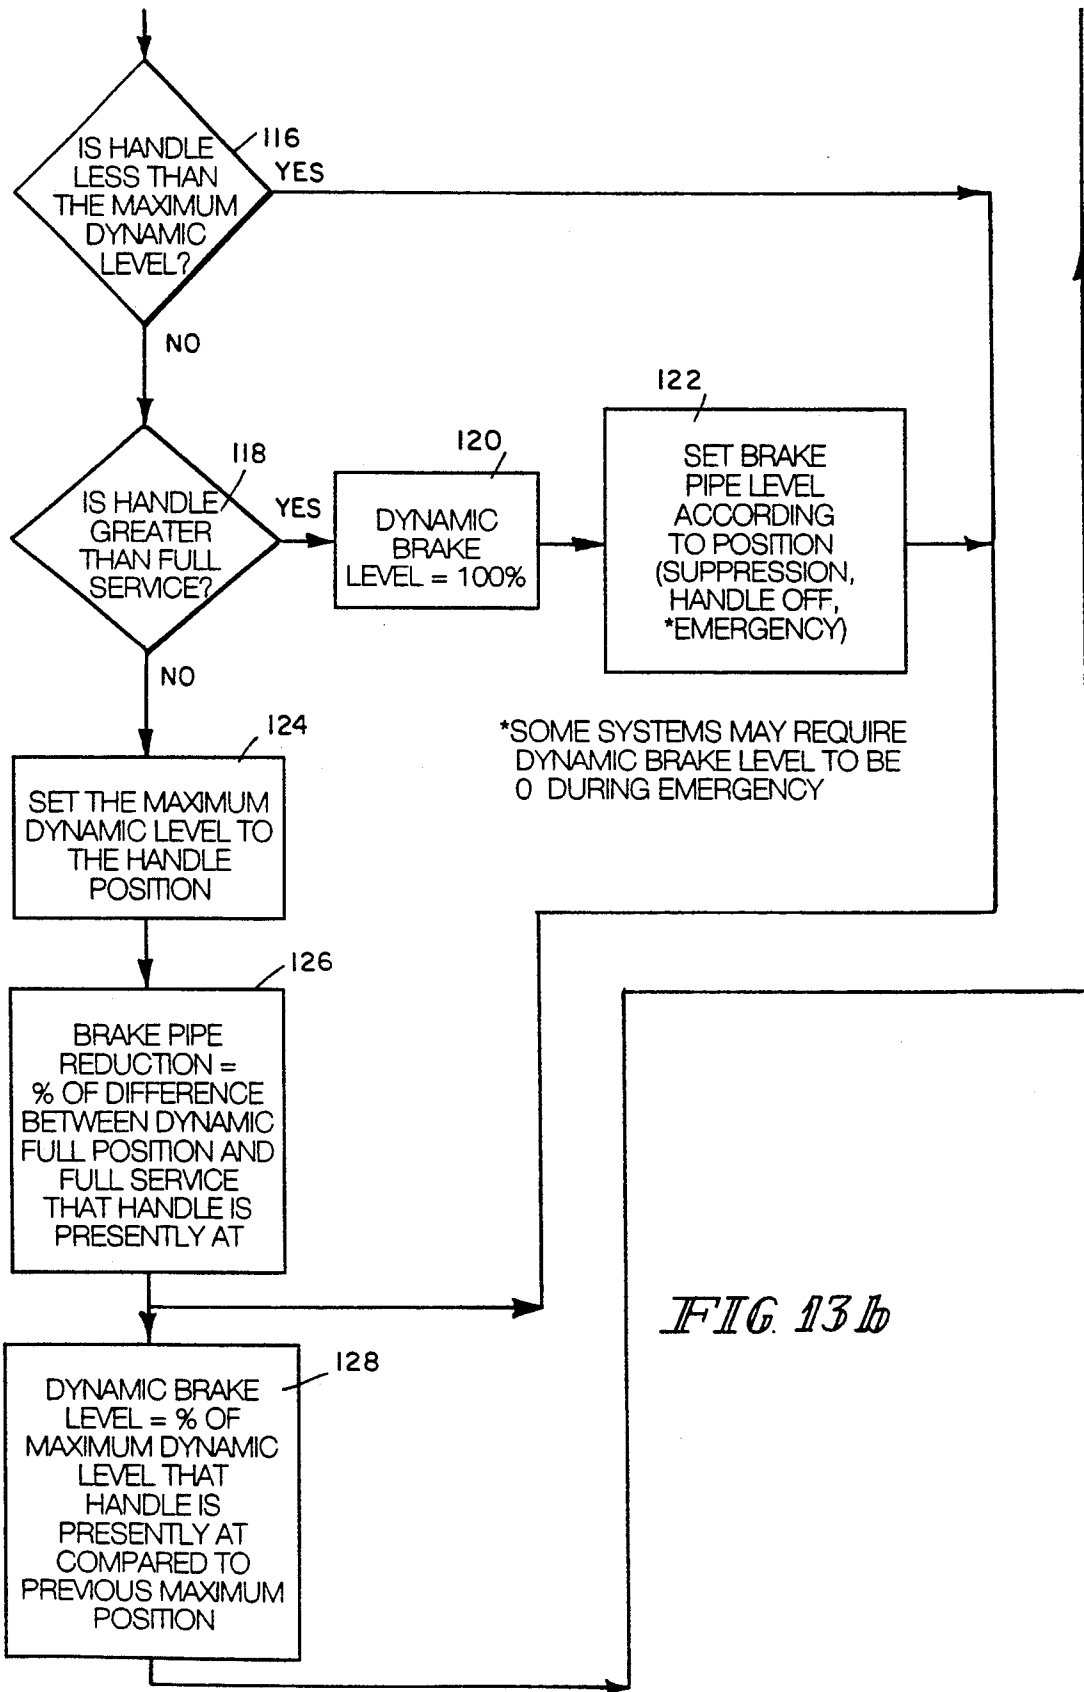 116
IS HANDLE
LESS THAN
THE MAXIMUM
DYNAMIC
LEVEL?
YES
NO
118
IS HANDLE
GREATER
THAN FULL
SERVICE?
YES
NO
120
DYNAMIC
BRAKE
LEVEL = 100%
122
SET BRAKE
PIPE LEVEL
ACCORDING
TO POSITION
(SUPPRESSION,
HANDLE OFF,
*EMERGENCY)
*SOME SYSTEMS MAY REQUIRE
DYNAMIC BRAKE LEVEL TO BE
0 DURING EMERGENCY
124
SET THE MAXIMUM
DYNAMIC LEVEL TO
THE HANDLE
POSITION
126
BRAKE PIPE
REDUCTION =
% OF DIFFERENCE
BETWEEN DYNAMIC
FULL POSITION AND
FULL SERVICE
THAT HANDLE IS
PRESENTLY AT
128
DYNAMIC BRAKE
LEVEL = % OF
MAXIMUM DYNAMIC
LEVEL THAT
HANDLE IS
PRESENTLY AT
COMPARED TO
PREVIOUS MAXIMUM
POSITION
FIG. 13b